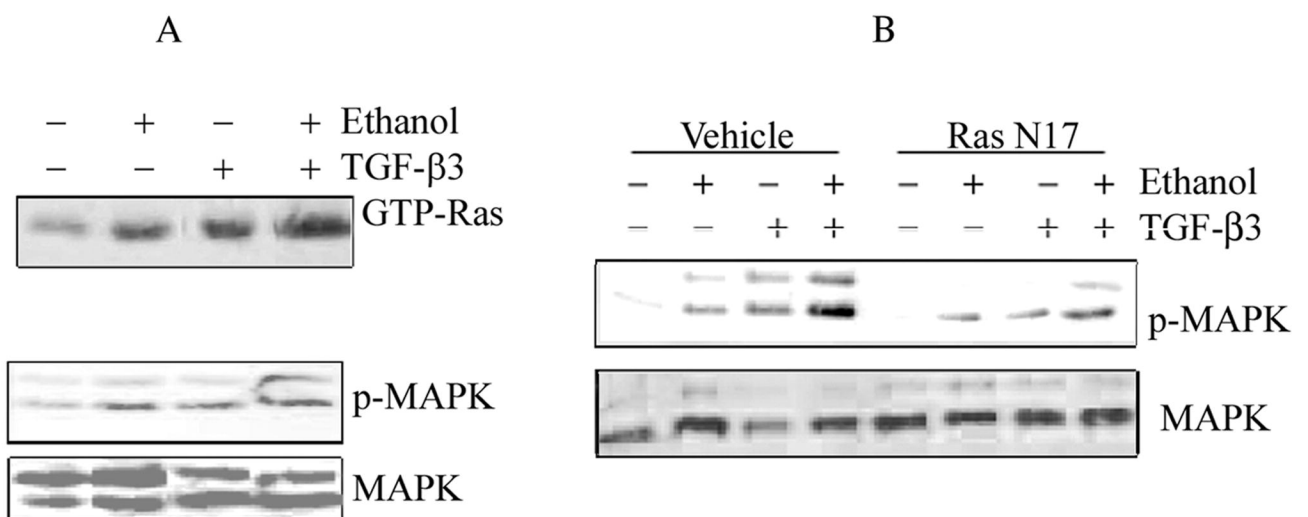 A
− + − + Ethanol
− − + + TGF-β3
GTP-Ras
p-MAPK
MAPK
B
Vehicle Ras N17
− + − + − + − + Ethanol
− − + + − − + + TGF-β3
p-MAPK
MAPK